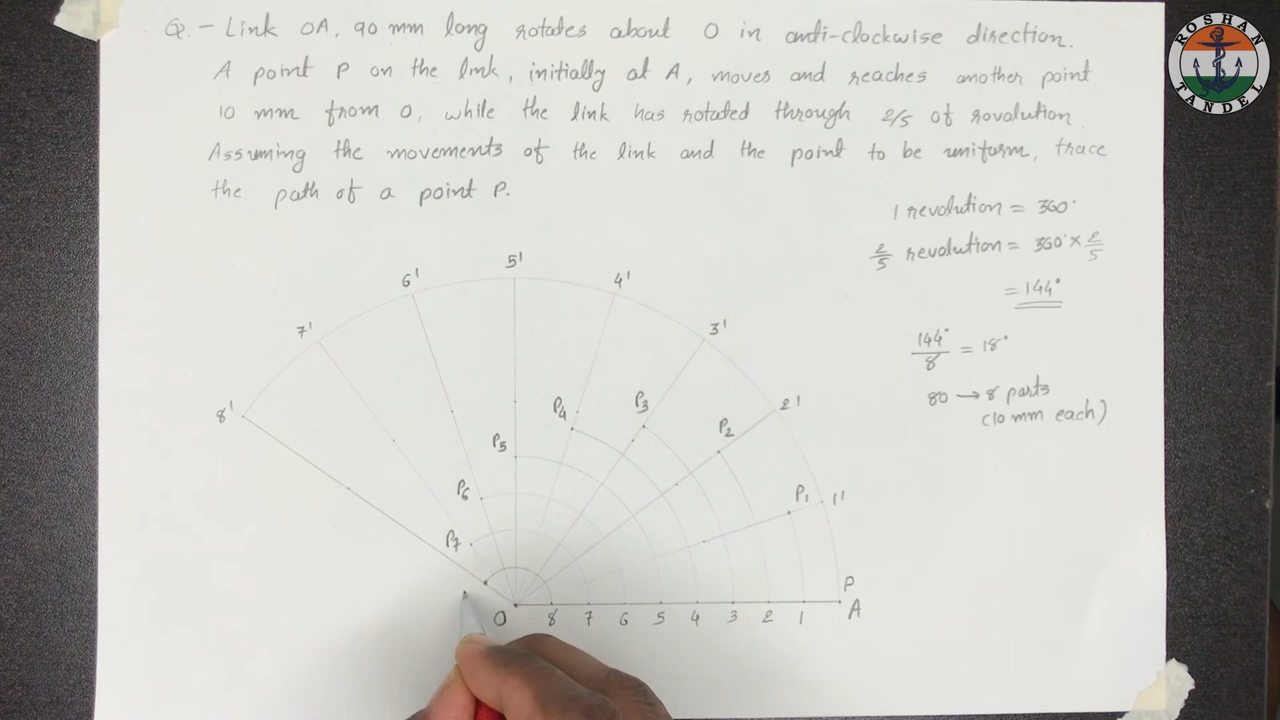 Q. - Link OA, 90 mm long rotates about O in anti-clockwise direction.
A point P on the link, initially at A, moves and reaches another point
10 mm from O, while the link has rotated through 2/5 of rovalution
Assuming the movements of the link and the point to be uniform, trace
the path of a point P.
1 revolution = 360°
2/5 revolution = 360° × 2/5
= 144°
144°/8 = 18°
80 → 8 parts
(10 mm each)
5'
6' 4'
7' 3'
8' P4 P3 2'
P5 P2
P6 P1 1'
P7
P
O 8 7 6 5 4 3 2 1 A
ROSHAN
TANDEL